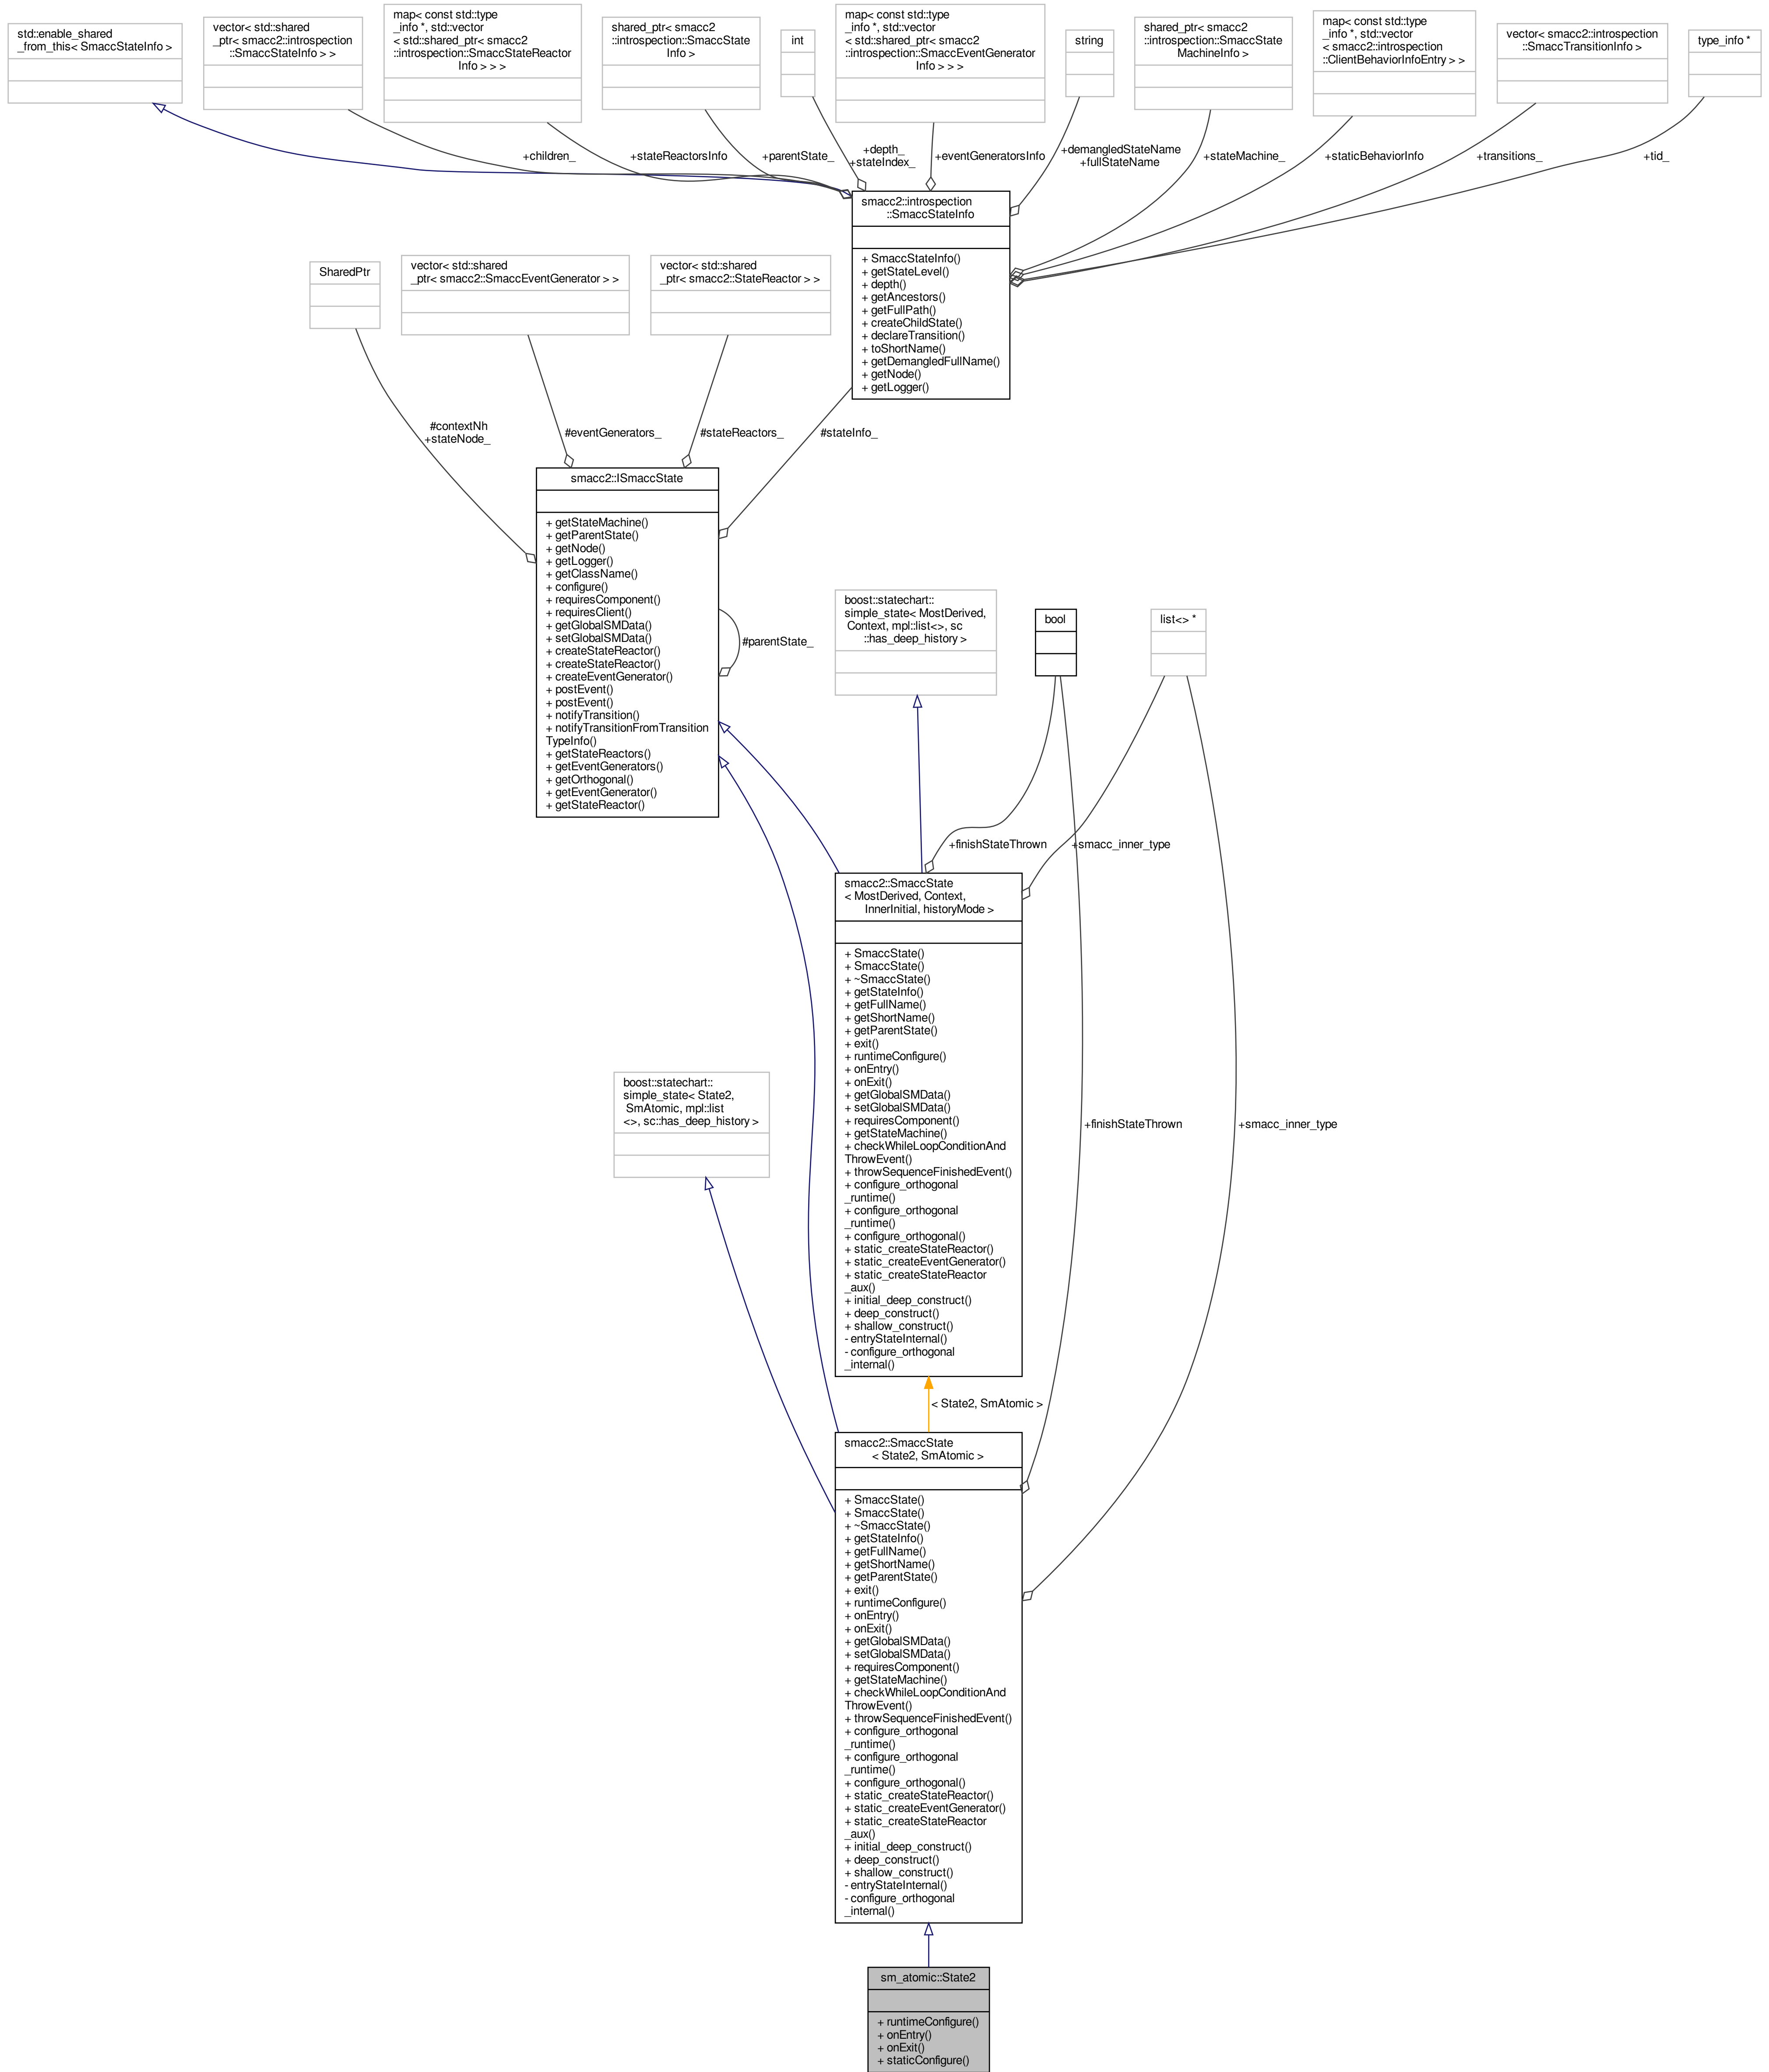 std::enable_shared
_from_this< SmaccStateInfo >
vector< std::shared
_ptr< smacc2::introspection
::SmaccStateInfo > >
map< const std::type
_info *, std::vector
< std::shared_ptr< smacc2
::introspection::SmaccStateReactor
Info > > >
shared_ptr< smacc2
::introspection::SmaccState
Info >
int
map< const std::type
_info *, std::vector
< std::shared_ptr< smacc2
::introspection::SmaccEventGenerator
Info > > >
string
shared_ptr< smacc2
::introspection::SmaccState
MachineInfo >
map< const std::type
_info *, std::vector
< smacc2::introspection
::ClientBehaviorInfoEntry > >
vector< smacc2::introspection
::SmaccTransitionInfo >
type_info *
+children_
+stateReactorsInfo
+parentState_
+depth_
+stateIndex_
+eventGeneratorsInfo
+demangledStateName
+fullStateName
+stateMachine_
+staticBehaviorInfo
+transitions_
+tid_
smacc2::introspection
::SmaccStateInfo
+ SmaccStateInfo()
+ getStateLevel()
+ depth()
+ getAncestors()
+ getFullPath()
+ createChildState()
+ declareTransition()
+ toShortName()
+ getDemangledFullName()
+ getNode()
+ getLogger()
SharedPtr
vector< std::shared
_ptr< smacc2::SmaccEventGenerator > >
vector< std::shared
_ptr< smacc2::StateReactor > >
#contextNh
+stateNode_
#eventGenerators_
#stateReactors_
#stateInfo_
smacc2::ISmaccState
+ getStateMachine()
+ getParentState()
+ getNode()
+ getLogger()
+ getClassName()
+ configure()
+ requiresComponent()
+ requiresClient()
+ getGlobalSMData()
+ setGlobalSMData()
+ createStateReactor()
+ createStateReactor()
+ createEventGenerator()
+ postEvent()
+ postEvent()
+ notifyTransition()
+ notifyTransitionFromTransition
TypeInfo()
+ getStateReactors()
+ getEventGenerators()
+ getOrthogonal()
+ getEventGenerator()
+ getStateReactor()
#parentState_
boost::statechart::
simple_state< MostDerived,
Context, mpl::list<>, sc
::has_deep_history >
bool
list<> *
+finishStateThrown
+smacc_inner_type
smacc2::SmaccState
< MostDerived, Context,
InnerInitial, historyMode >
+ SmaccState()
+ SmaccState()
+ ~SmaccState()
+ getStateInfo()
+ getFullName()
+ getShortName()
+ getParentState()
+ exit()
+ runtimeConfigure()
+ onEntry()
+ onExit()
+ getGlobalSMData()
+ setGlobalSMData()
+ requiresComponent()
+ getStateMachine()
+ checkWhileLoopConditionAnd
ThrowEvent()
+ throwSequenceFinishedEvent()
+ configure_orthogonal
_runtime()
+ configure_orthogonal
_runtime()
+ configure_orthogonal()
+ static_createStateReactor()
+ static_createEventGenerator()
+ static_createStateReactor
_aux()
+ initial_deep_construct()
+ deep_construct()
+ shallow_construct()
- entryStateInternal()
- configure_orthogonal
_internal()
boost::statechart::
simple_state< State2,
SmAtomic, mpl::list
<>, sc::has_deep_history >
+finishStateThrown
+smacc_inner_type
< State2, SmAtomic >
smacc2::SmaccState
< State2, SmAtomic >
+ SmaccState()
+ SmaccState()
+ ~SmaccState()
+ getStateInfo()
+ getFullName()
+ getShortName()
+ getParentState()
+ exit()
+ runtimeConfigure()
+ onEntry()
+ onExit()
+ getGlobalSMData()
+ setGlobalSMData()
+ requiresComponent()
+ getStateMachine()
+ checkWhileLoopConditionAnd
ThrowEvent()
+ throwSequenceFinishedEvent()
+ configure_orthogonal
_runtime()
+ configure_orthogonal
_runtime()
+ configure_orthogonal()
+ static_createStateReactor()
+ static_createEventGenerator()
+ static_createStateReactor
_aux()
+ initial_deep_construct()
+ deep_construct()
+ shallow_construct()
- entryStateInternal()
- configure_orthogonal
_internal()
sm_atomic::State2
+ runtimeConfigure()
+ onEntry()
+ onExit()
+ staticConfigure()